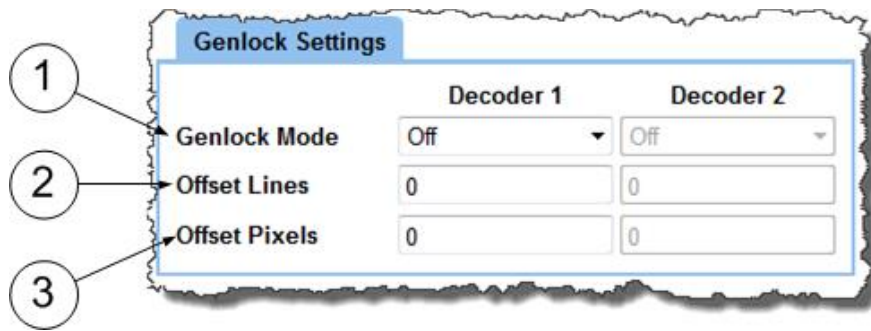 Genlock Settings
Decoder 1 Decoder 2
1 Genlock Mode Off Off
2 Offset Lines 0 0
3 Offset Pixels 0 0